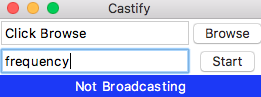 Castify
Click Browse Browse
frequency Start
Not Broadcasting